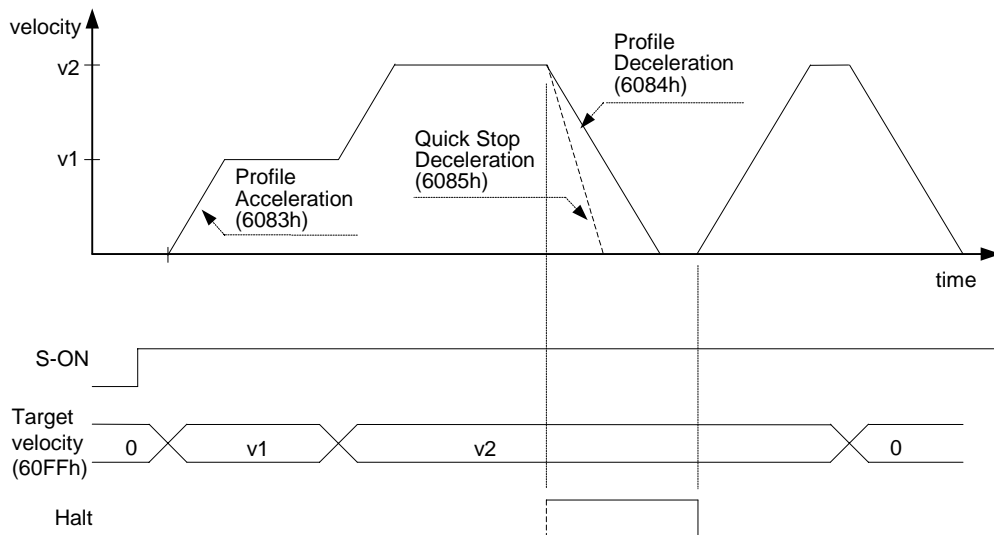 velocity
v2
v1
Profile
Acceleration
(6083h)
Quick Stop
Deceleration
(6085h)
Profile
Deceleration
(6084h)
time
S-ON
Target
velocity
(60FFh)
0
v1
v2
0
Halt